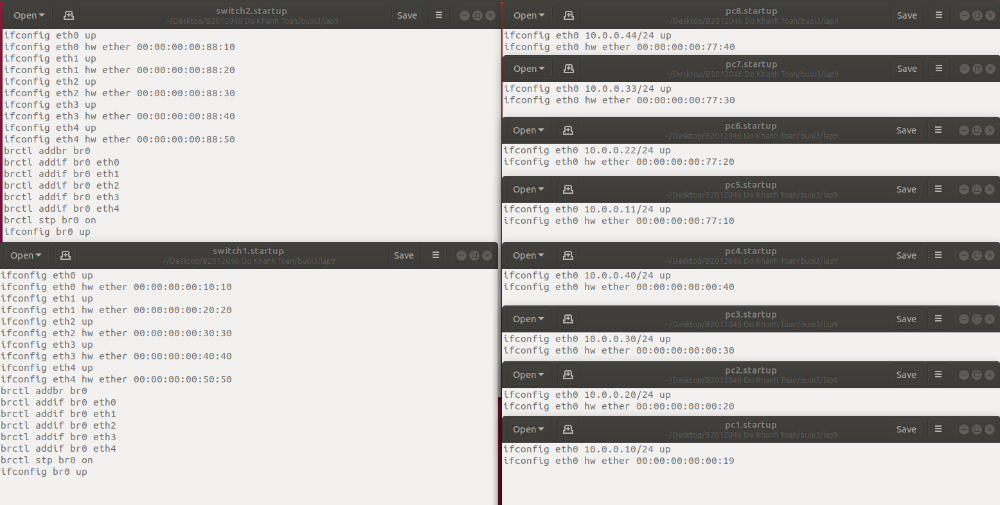 Open
switch2.startup
~/Desktop/B2012046 Do Khanh Toan/buoi3/lap9
Save
ifconfig eth0 up
ifconfig eth0 hw ether 00:00:00:00:88:10
ifconfig eth1 up
ifconfig eth1 hw ether 00:00:00:00:88:20
ifconfig eth2 up
ifconfig eth2 hw ether 00:00:00:00:88:30
ifconfig eth3 up
ifconfig eth3 hw ether 00:00:00:00:88:40
ifconfig eth4 up
ifconfig eth4 hw ether 00:00:00:00:88:50
brctl addbr br0
brctl addif br0 eth0
brctl addif br0 eth1
brctl addif br0 eth2
brctl addif br0 eth3
brctl addif br0 eth4
brctl stp br0 on
ifconfig br0 up
Open
switch1.startup
~/Desktop/B2012046 Do Khanh Toan/buoi3/lap9
Save
ifconfig eth0 up
ifconfig eth0 hw ether 00:00:00:00:10:10
ifconfig eth1 up
ifconfig eth1 hw ether 00:00:00:00:20:20
ifconfig eth2 up
ifconfig eth2 hw ether 00:00:00:00:30:30
ifconfig eth3 up
ifconfig eth3 hw ether 00:00:00:00:40:40
ifconfig eth4 up
ifconfig eth4 hw ether 00:00:00:00:50:50
brctl addbr br0
brctl addif br0 eth0
brctl addif br0 eth1
brctl addif br0 eth2
brctl addif br0 eth3
brctl addif br0 eth4
brctl stp br0 on
ifconfig br0 up
Open
pc8.startup
~/Desktop/B2012046 Do Khanh Toan/buoi3/lap9
Save
ifconfig eth0 10.0.0.44/24 up
ifconfig eth0 hw ether 00:00:00:00:77:40
Open
pc7.startup
~/Desktop/B2012046 Do Khanh Toan/buoi3/lap9
Save
ifconfig eth0 10.0.0.33/24 up
ifconfig eth0 hw ether 00:00:00:00:77:30
Open
pc6.startup
~/Desktop/B2012046 Do Khanh Toan/buoi3/lap9
Save
ifconfig eth0 10.0.0.22/24 up
ifconfig eth0 hw ether 00:00:00:00:77:20
Open
pc5.startup
~/Desktop/B2012046 Do Khanh Toan/buoi3/lap9
Save
ifconfig eth0 10.0.0.11/24 up
ifconfig eth0 hw ether 00:00:00:00:77:10
Open
pc4.startup
~/Desktop/B2012046 Do Khanh Toan/buoi3/lap9
Save
ifconfig eth0 10.0.0.40/24 up
ifconfig eth0 hw ether 00:00:00:00:00:40
Open
pc3.startup
~/Desktop/B2012046 Do Khanh Toan/buoi3/lap9
Save
ifconfig eth0 10.0.0.30/24 up
ifconfig eth0 hw ether 00:00:00:00:00:30
Open
pc2.startup
~/Desktop/B2012046 Do Khanh Toan/buoi3/lap9
Save
ifconfig eth0 10.0.0.20/24 up
ifconfig eth0 hw ether 00:00:00:00:00:20
Open
pc1.startup
~/Desktop/B2012046 Do Khanh Toan/buoi3/lap9
Save
ifconfig eth0 10.0.0.10/24 up
ifconfig eth0 hw ether 00:00:00:00:00:19